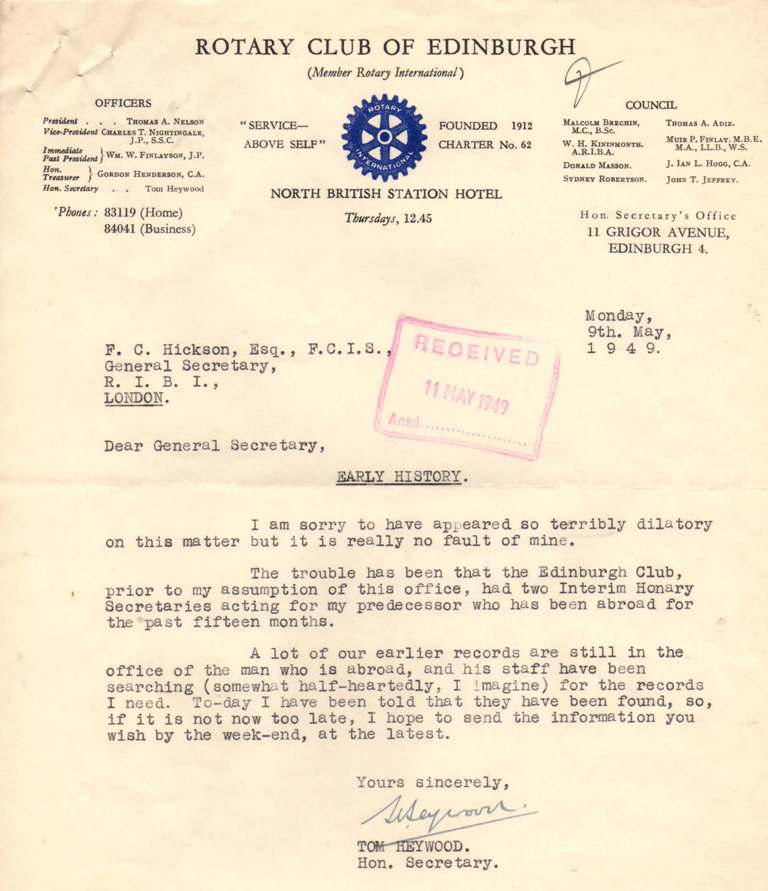 ROTARY CLUB OF EDINBURGH
(Member Rotary International)
OFFICERS
President . . . THOMAS A. NELSON
Vice-President CHARLES T. NIGHTINGALE, J.P., S.S.C.
Immediate Past President } WM. W. FINLAYSON, J.P.
Hon. Treasurer } GORDON HENDERSON, C.A.
Hon. Secretary . . Tom Heywood
'Phones: 83119 (Home)
84041 (Business)
"SERVICE—
ABOVE SELF"
ROTARY
INTERNATIONAL
FOUNDED 1912
CHARTER No. 62
NORTH BRITISH STATION HOTEL
Thursdays, 12.45
COUNCIL
MALCOLM BRECHIN, M.C., B.Sc.
W. H. KININMONTH. A.R.I.B.A.
DONALD MASSON.
SYDNEY ROBERTSON.
THOMAS A. ADIE.
MUIR P. FINLAY, M.B.E. M.A., LL.B., W.S.
J. IAN L. HOGG, C.A.
JOHN T. JEFFREY.
Hon. Secretary's Office
11 GRIGOR AVENUE,
EDINBURGH 4.
Monday,
9th. May,
1 9 4 9.
F. C. Hickson, Esq., F.C.I.S.,
General Secretary,
R. I. B. I.,
LONDON.
RECEIVED
11 MAY 1949
Ansd....................
Dear General Secretary,
EARLY HISTORY.
I am sorry to have appeared so terribly dilatory
on this matter but it is really no fault of mine.
The trouble has been that the Edinburgh Club,
prior to my assumption of this office, had two Interim Honary
Secretaries acting for my predecessor who has been abroad for
the past fifteen months.
A lot of our earlier records are still in the
office of the man who is abroad, and his staff have been
searching (somewhat half-heartedly, I imagine) for the records
I need. To-day I have been told that they have been found, so,
if it is not now too late, I hope to send the information you
wish by the week-end, at the latest.
Yours sincerely,
TOM HEYWOOD.
Hon. Secretary.